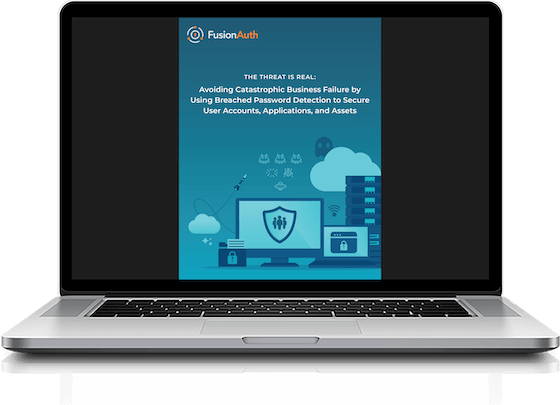 FusionAuth
THE THREAT IS REAL:
Avoiding Catastrophic Business Failure by
Using Breached Password Detection to Secure
User Accounts, Applications, and Assets